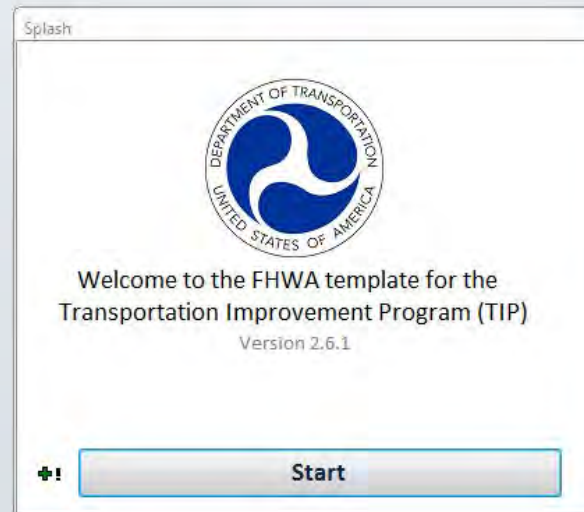 Splash
DEPARTMENT OF TRANSPORTATION
UNITED STATES OF AMERICA
Welcome to the FHWA template for the
Transportation Improvement Program (TIP)
Version 2.6.1
+!
Start